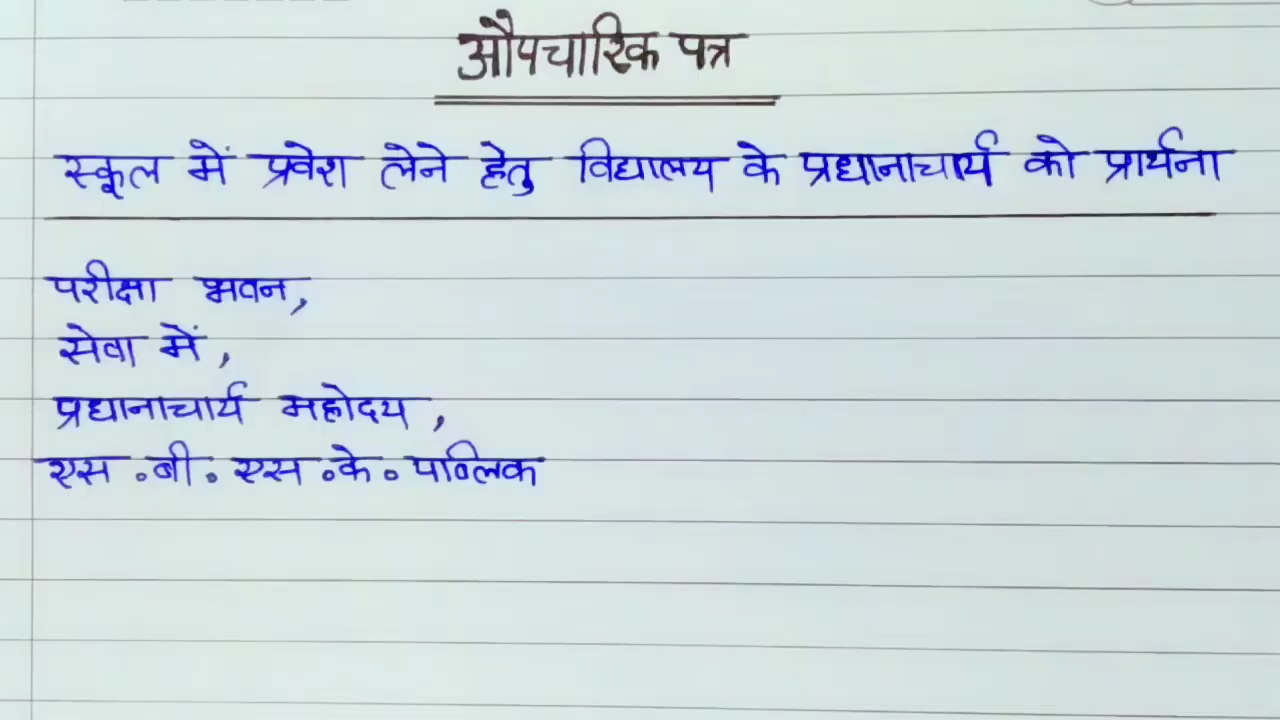 औपचारिक पत्र
स्कूल में प्रवेश लेने हेतु विद्यालय के प्रधानाचार्य को प्रार्थना
परीक्षा भवन,
सेवा में,
प्रधानाचार्य महोदय,
एस.बी.एस.के.पब्लिक